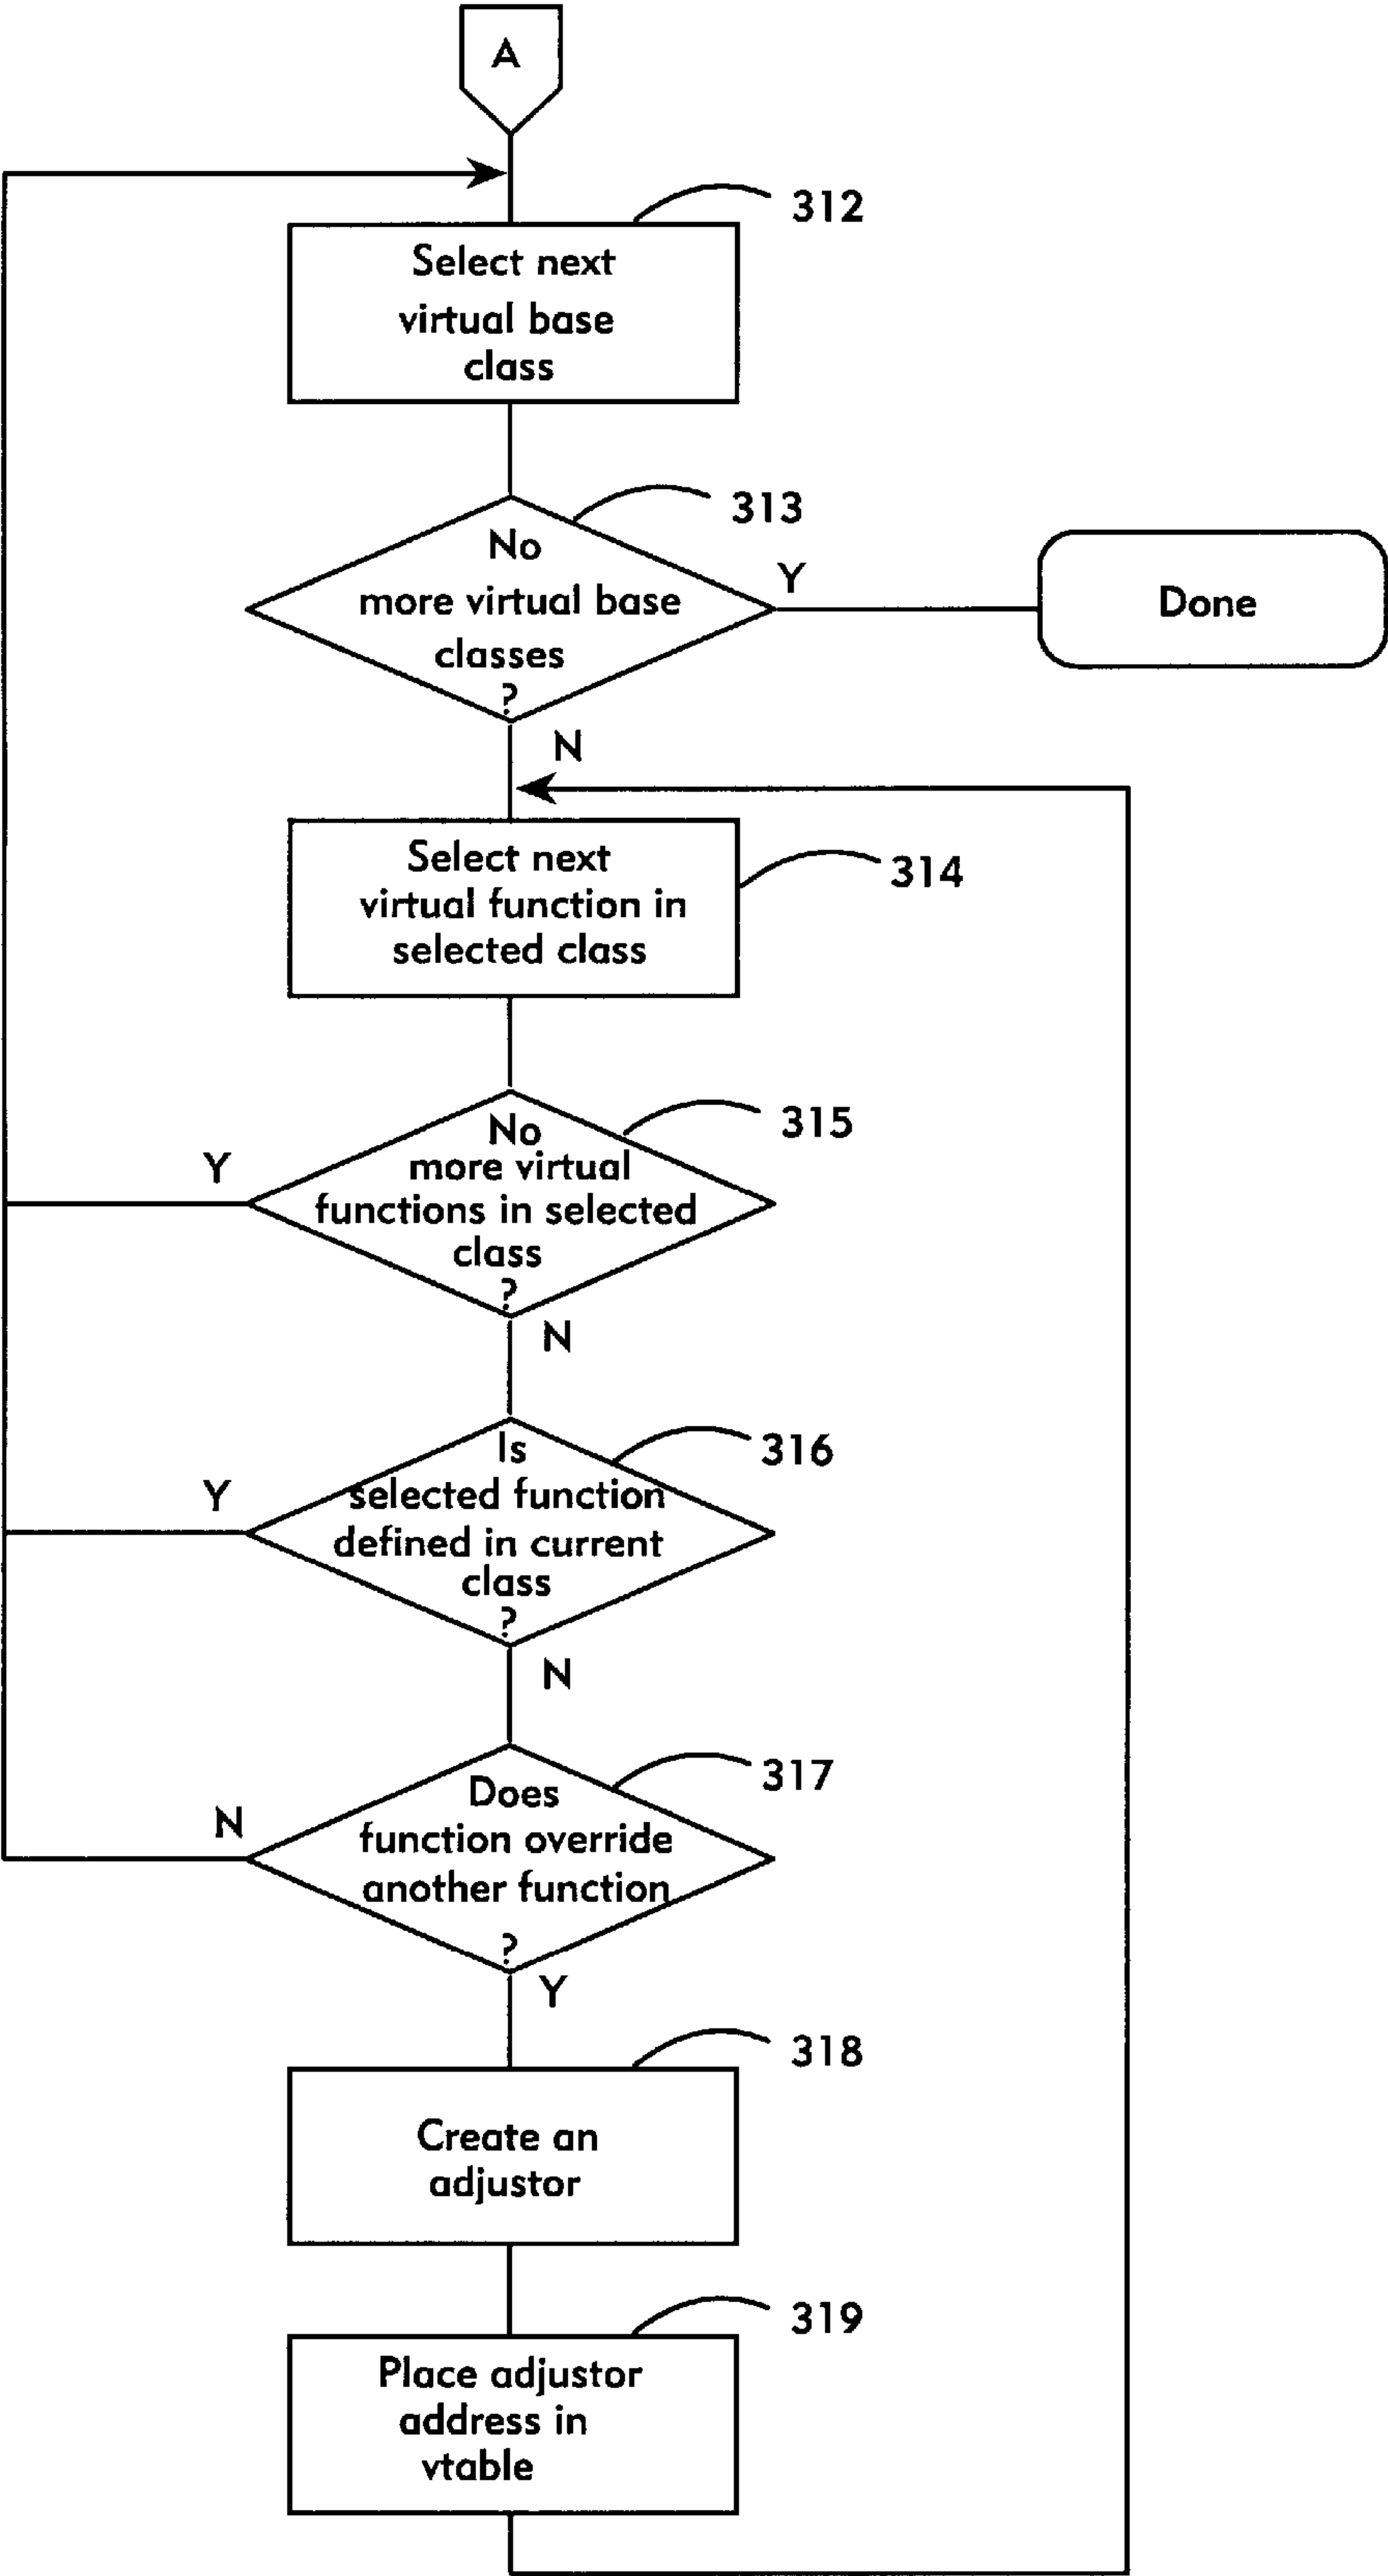 A
312
Select next
virtual base
class
313
No
more virtual base
classes
?
Y
Done
N
Select next
virtual function in
selected class
314
No
more virtual
functions in selected
class
?
315
Y
N
Is
selected function
defined in current
class
?
316
Y
N
Does
function override
another function
?
317
N
Y
318
Create an
adjustor
319
Place adjustor
address in
vtable